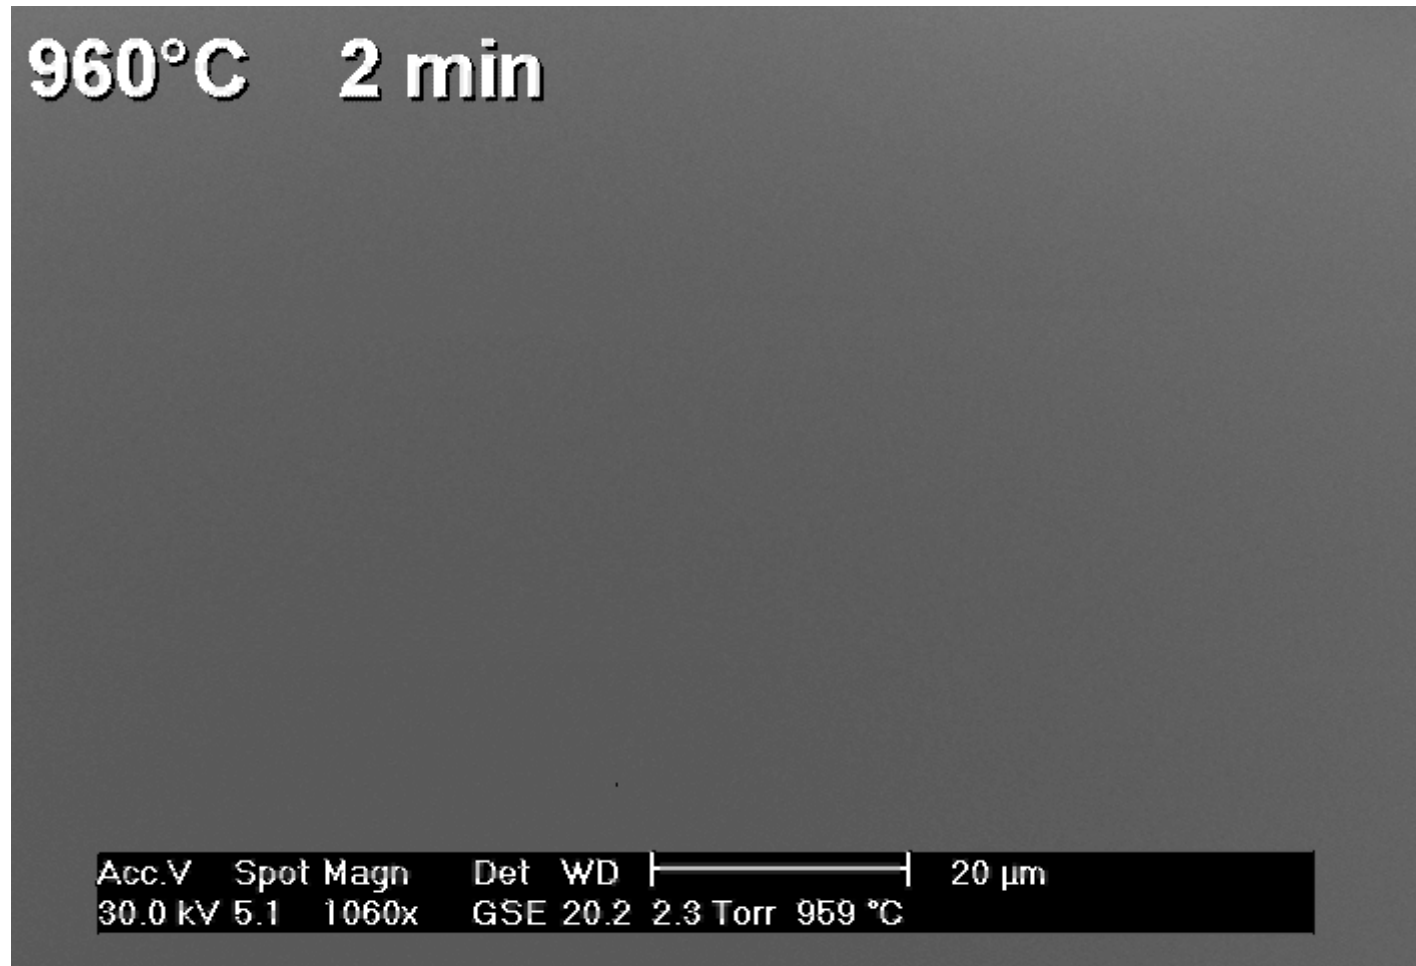 960°C 2 min
Acc.V Spot Magn Det WD 20 µm
30.0 kV 5.1 1060x GSE 20.2 2.3 Torr 959 °C